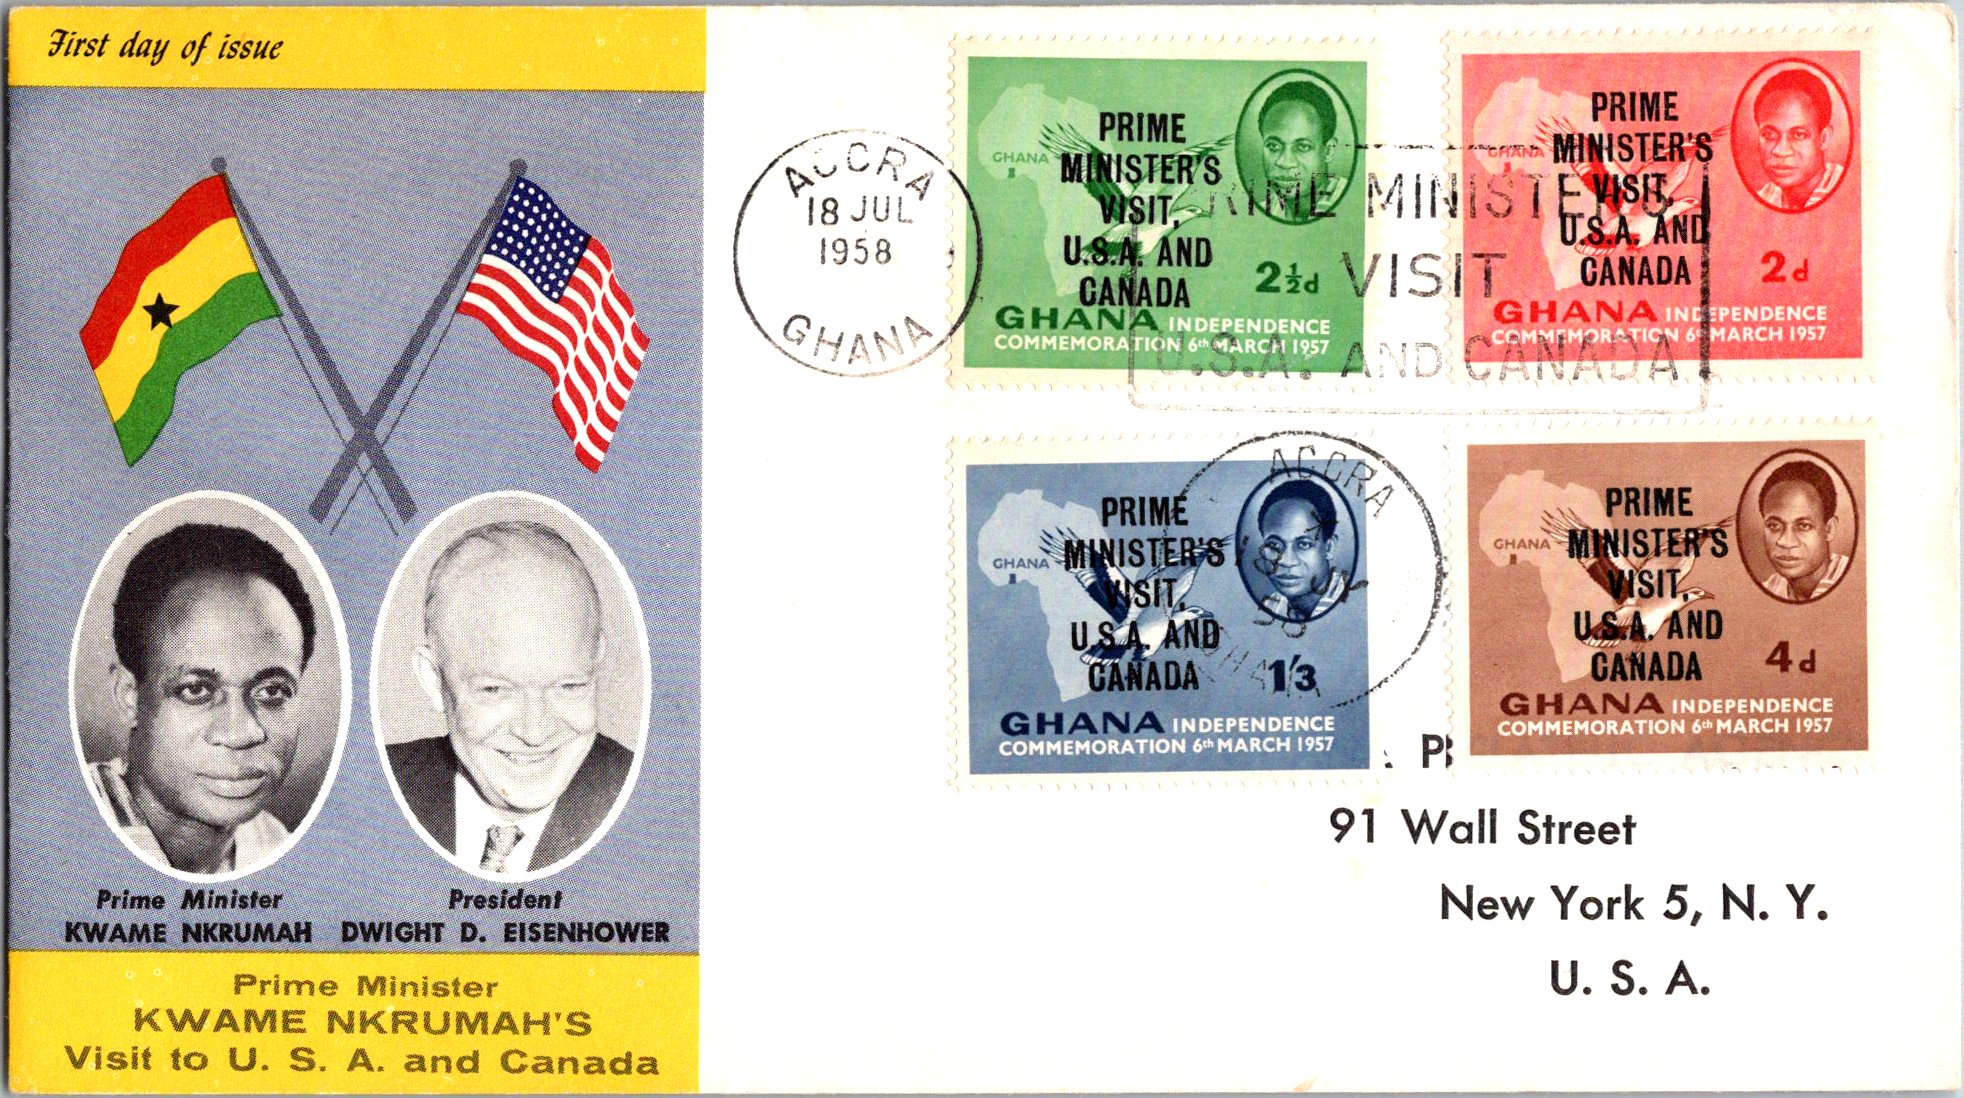 First day of issue
Prime Minister
KWAME NKRUMAH
President
DWIGHT D. EISENHOWER
Prime Minister
KWAME NKRUMAH'S
Visit to U. S. A. and Canada
ACCRA
18 JUL
1958
GHANA
GHANA
PRIME
MINISTER'S
VISIT,
U.S.A. AND
CANADA
2½d
GHANA INDEPENDENCE
COMMEMORATION 6th MARCH 1957
GHANA
PRIME
MINISTER'S
VISIT,
U.S.A. AND
CANADA
2d
GHANA INDEPENDENCE
COMMEMORATION 6th MARCH 1957
PRIME MINISTER'S
VISIT
U.S.A. AND CANADA
GHANA
PRIME
MINISTER'S
VISIT,
U.S.A. AND
CANADA
1/3
GHANA INDEPENDENCE
COMMEMORATION 6th MARCH 1957
ACCRA
18 JY
58
GHANA
GHANA
PRIME
MINISTER'S
VISIT,
U.S.A. AND
CANADA
4d
GHANA INDEPENDENCE
COMMEMORATION 6th MARCH 1957
91 Wall Street
New York 5, N. Y.
U. S. A.